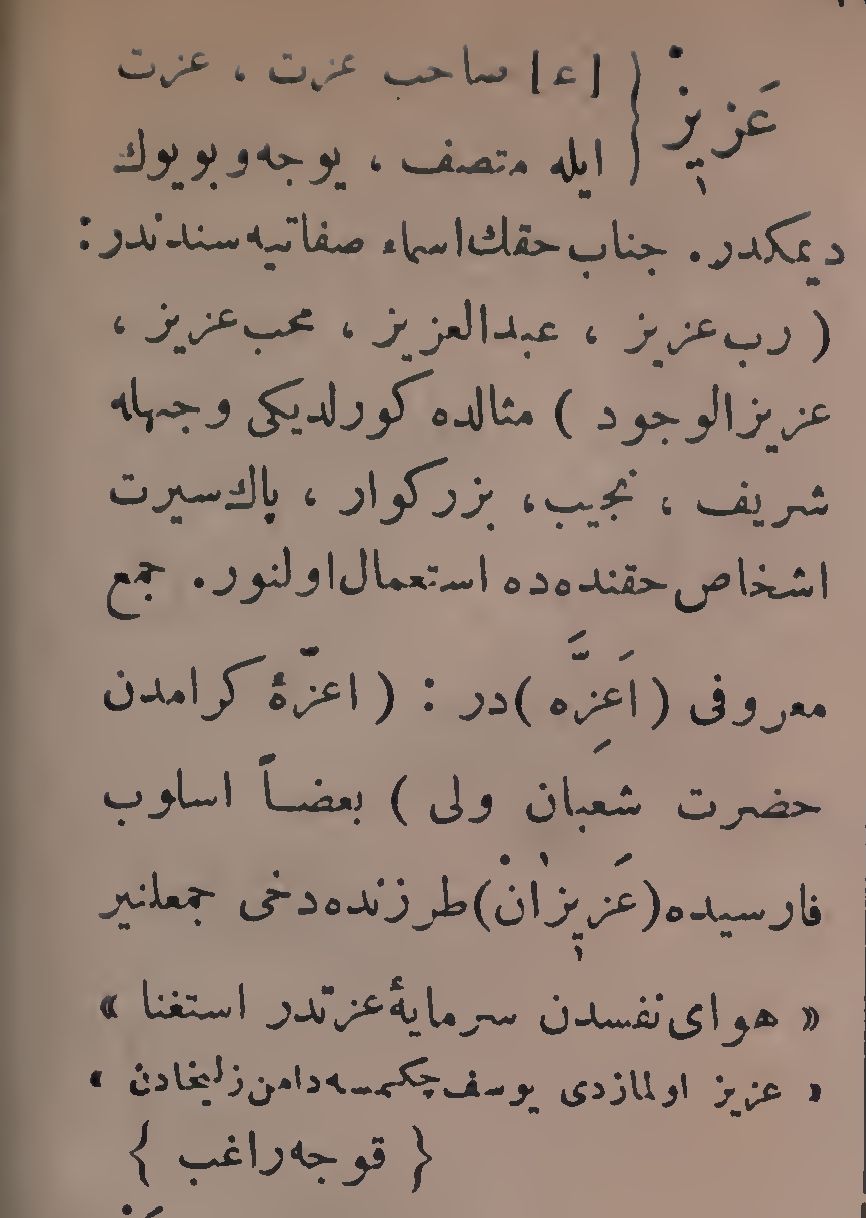 عَزیز { [ع] صاحب عزت ، عزت
ایله متصف ، یوجه و بویوك
دیمکدر. جناب حقك اسماء صفاتیه سندندر:
( رب عزیز ، عبدالعزیز ، محب عزیز ،
عزیزالوجود ) مثالده کورلدیکی وجهله
شریف ، نجیب، بزرکوار ، پاك سیرت
اشخاص حقنده ده استعمال اولنور. جمع
معروفی (اَعِزَّه) در : ( اعزّهٔ کرامدن
حضرت شعبان ولی ) بعضاً اسلوب
فارسیده (عَزیزان) طرزنده دخی جمعلنیر
« هوای نفسدن سرمایهٔ عزتدر استغنا »
« عزیز اولمازدی یوسف چکمسه دامن زلیخادن »
{ قوجه راغب }